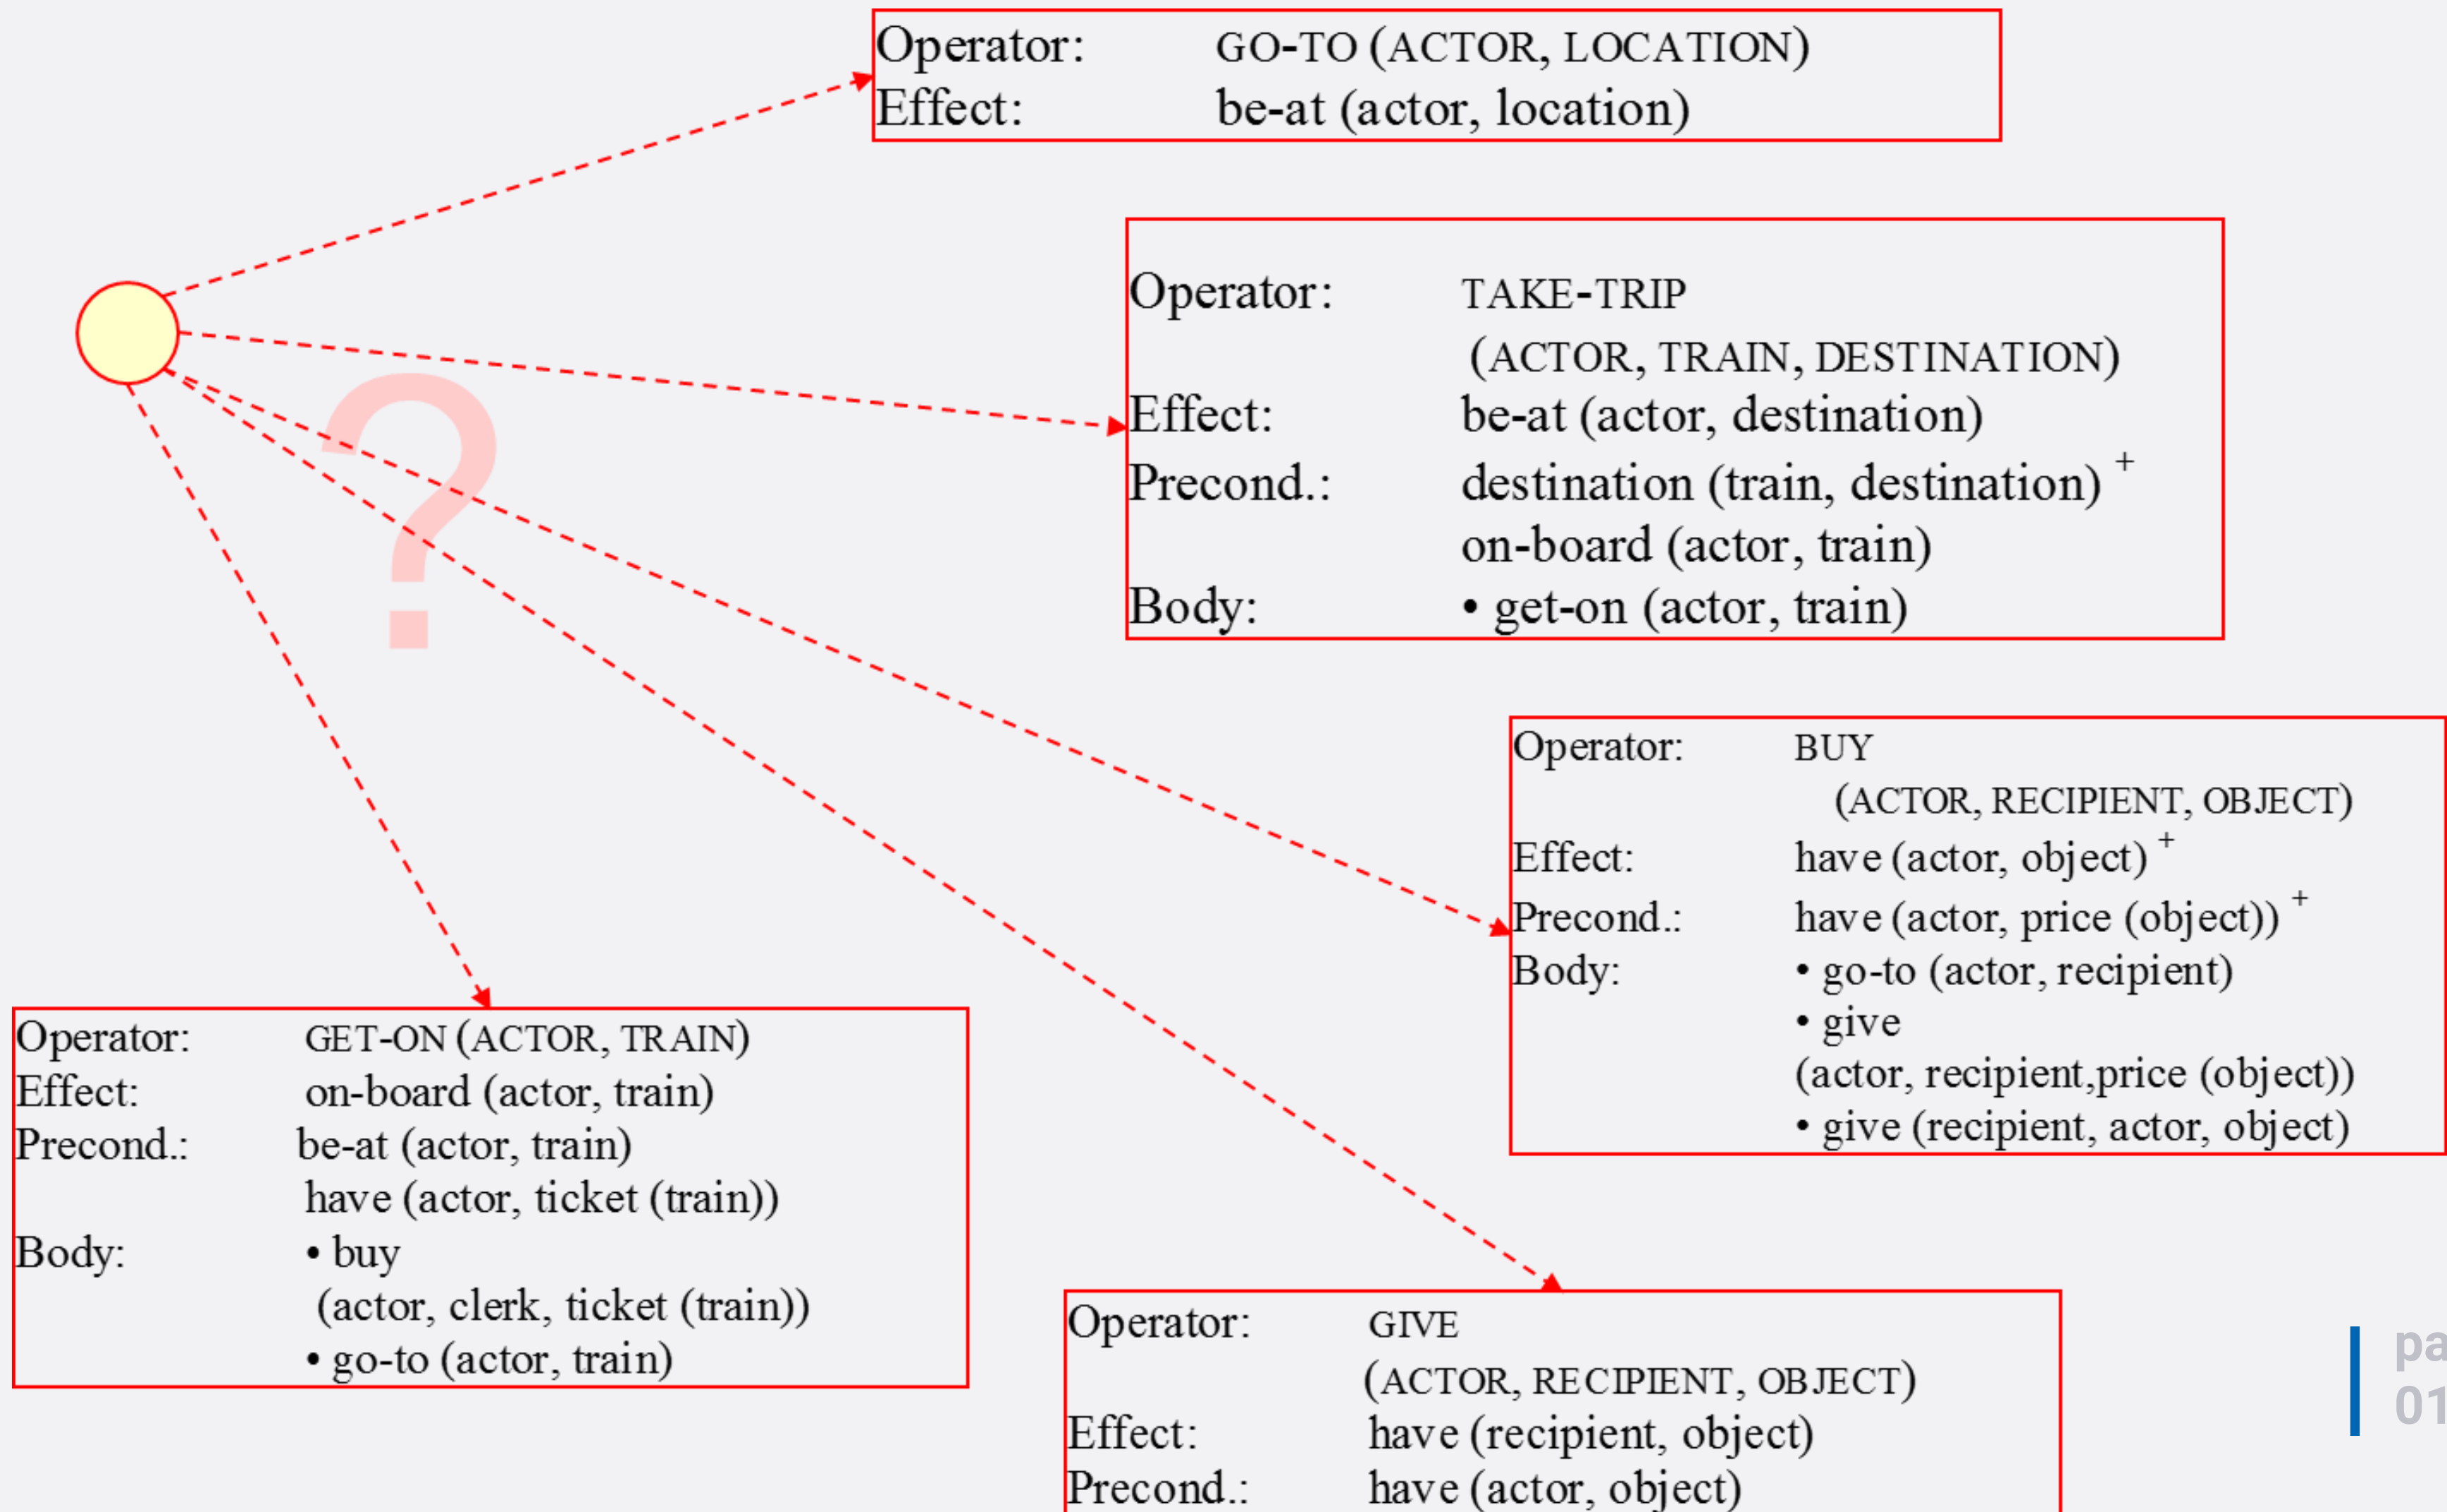 Operator: GO-TO (ACTOR, LOCATION)
Effect: be-at (actor, location)
Operator: TAKE-TRIP
(ACTOR, TRAIN, DESTINATION)
Effect: be-at (actor, destination)
Precond.: destination (train, destination) +
on-board (actor, train)
Body: • get-on (actor, train)
?
Operator: BUY
(ACTOR, RECIPIENT, OBJECT)
Effect: have (actor, object) +
Precond.: have (actor, price (object)) +
Body: • go-to (actor, recipient)
• give
(actor, recipient,price (object))
• give (recipient, actor, object)
Operator: GET-ON (ACTOR, TRAIN)
Effect: on-board (actor, train)
Precond.: be-at (actor, train)
have (actor, ticket (train))
Body: • buy
(actor, clerk, ticket (train))
• go-to (actor, train)
Operator: GIVE
(ACTOR, RECIPIENT, OBJECT)
Effect: have (recipient, object)
Precond.: have (actor, object)
pa
01